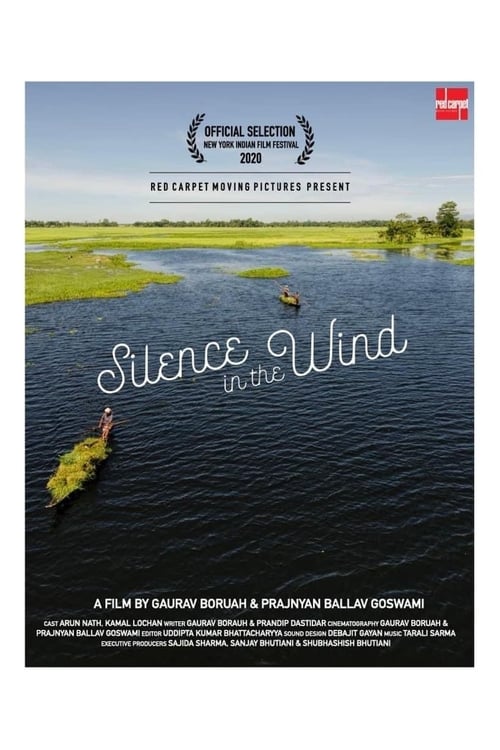 red carpet
OFFICIAL SELECTION
NEW YORK INDIAN FILM FESTIVAL
2020
RED CARPET MOVING PICTURES PRESENT
Silence in the Wind
A FILM BY GAURAV BORUAH & PRAJNYAN BALLAV GOSWAMI
CAST ARUN NATH, KAMAL LOCHAN WRITER GAURAV BORAUH & PRANDIP DASTIDAR CINEMATOGRAPHY GAURAV BORUAH &
PRAJNYAN BALLAV GOSWAMI EDITOR UDDIPTA KUMAR BHATTACHARYYA SOUND DESIGN DEBAJIT GAYAN MUSIC TARALI SARMA
EXECUTIVE PRODUCERS SAJIDA SHARMA, SANJAY BHUTIANI & SHUBHASHISH BHUTIANI